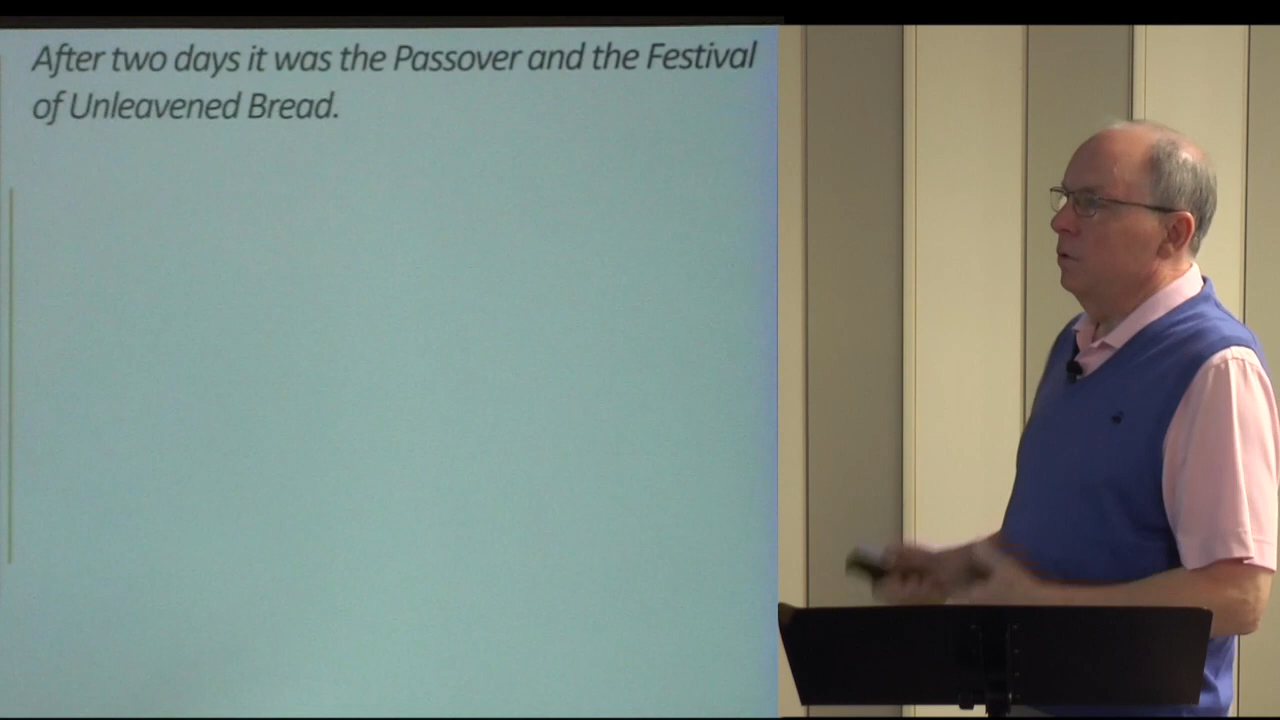 After two days it was the Passover and the Festival
of Unleavened Bread.